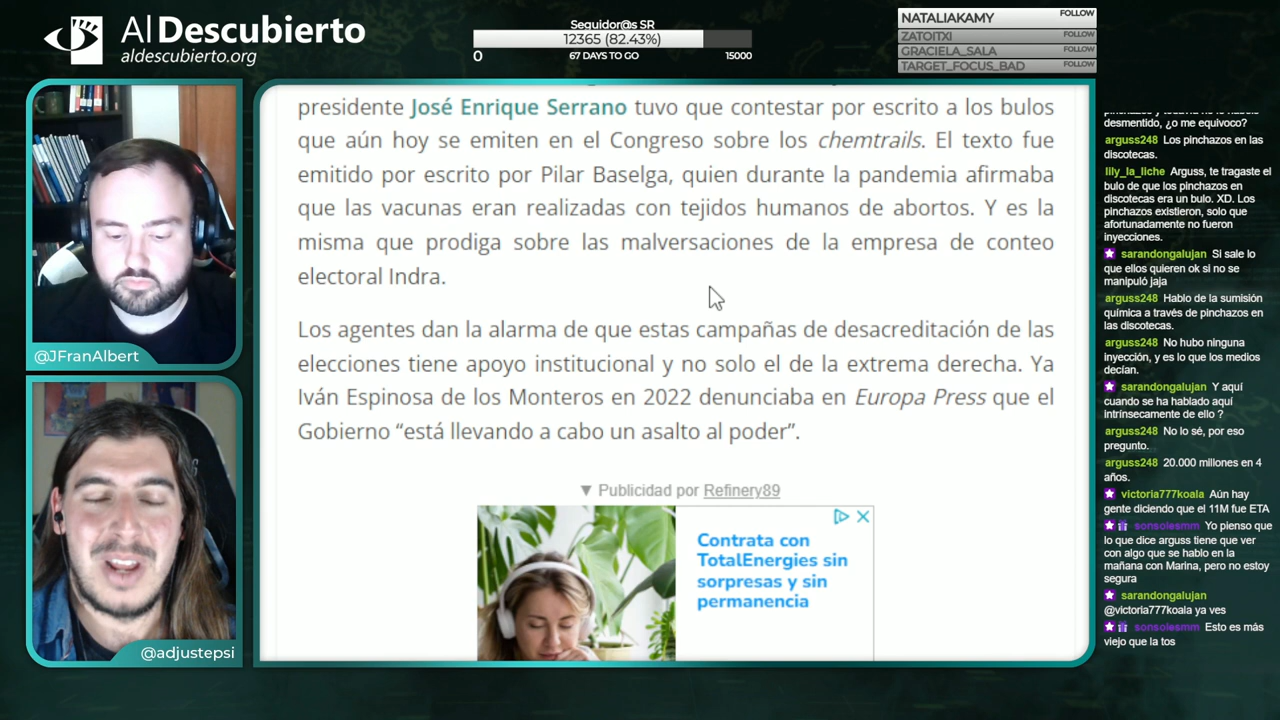 Al Descubierto
aldescubierto.org
Seguidor@s SR
12365 (82.43%)
0
67 DAYS TO GO
15000
NATALIAKAMY FOLLOW
ZATOITXI FOLLOW
GRACIELA_SALA FOLLOW
TARGET_FOCUS_BAD FOLLOW
@JFranAlbert
@adjustepsi
presidente José Enrique Serrano tuvo que contestar por escrito a los bulos
que aún hoy se emiten en el Congreso sobre los chemtrails. El texto fue
emitido por escrito por Pilar Baselga, quien durante la pandemia afirmaba
que las vacunas eran realizadas con tejidos humanos de abortos. Y es la
misma que prodiga sobre las malversaciones de la empresa de conteo
electoral Indra.
Los agentes dan la alarma de que estas campañas de desacreditación de las
elecciones tiene apoyo institucional y no solo el de la extrema derecha. Ya
Iván Espinosa de los Monteros en 2022 denunciaba en Europa Press que el
Gobierno “está llevando a cabo un asalto al poder”.
▼ Publicidad por Refinery89
Contrata con
TotalEnergies sin
sorpresas y sin
permanencia
desmentido, ¿o me equivoco?
arguss248 Los pinchazos en las
discotecas.
lily_la_liche Arguss, te tragaste el
bulo de que los pinchazos en
discotecas era un bulo. XD. Los
pinchazos existieron, solo que
afortunadamente no fueron
inyecciones.
sarandongalujan Si sale lo
que ellos quieren ok si no se
manipuló jaja
arguss248 Hablo de la sumisión
química a través de pinchazos en
las discotecas.
arguss248 No hubo ninguna
inyección, y es lo que los medios
decían.
sarandongalujan Y aquí
cuando se ha hablado aquí
intrínsecamente de ello ?
arguss248 No lo sé, por eso
pregunto.
arguss248 20.000 millones en 4
años.
victoria777koala Aún hay
gente diciendo que el 11M fue ETA
sonsolesmm Yo pienso que
lo que dice arguss tiene que ver
con algo que se hablo en la
mañana con Marina, pero no estoy
segura
sarandongalujan
@victoria777koala ya ves
sonsolesmm Esto es más
viejo que la tos